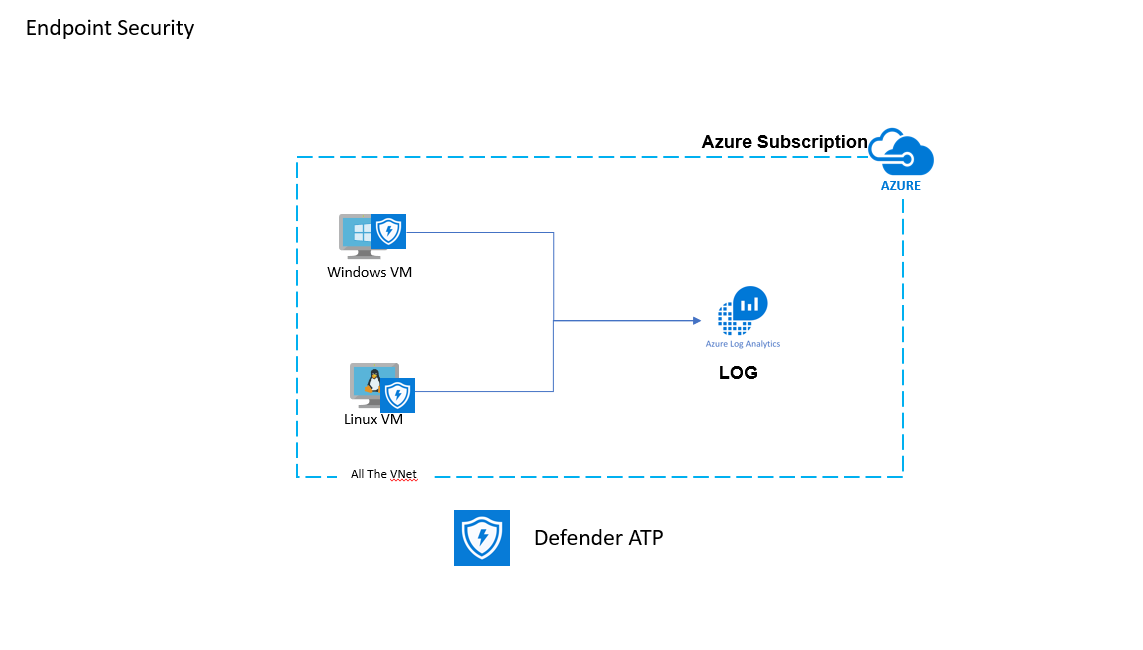 Endpoint Security
Azure Subscription
AZURE
Windows VM
Azure Log Analytics
LOG
Linux VM
All The VNet
Defender ATP